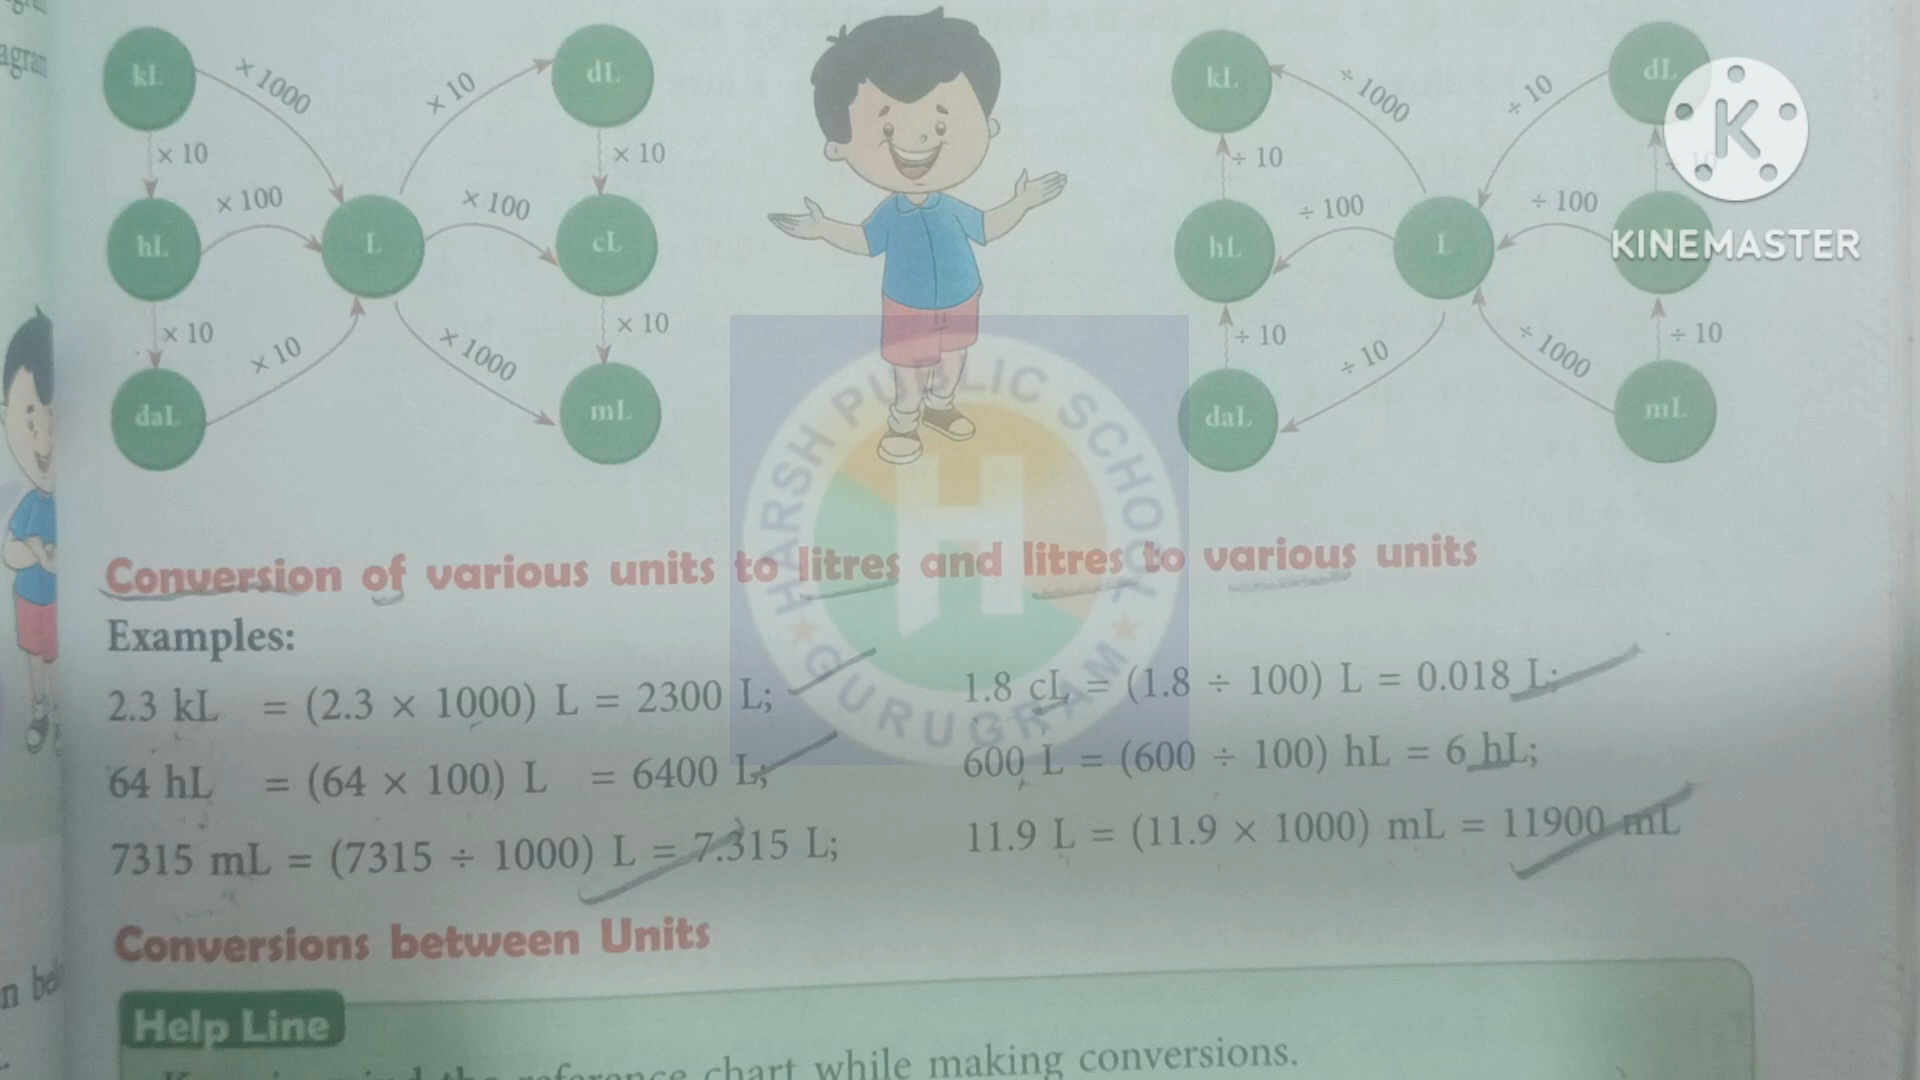 agram
kL
× 1000
× 10
dL
× 10
× 10
hL
× 100
L
× 100
cL
× 10
× 10
× 10
× 1000
daL
mL
kL
÷ 1000
÷ 10
dL
÷ 10
hL
÷ 100
L
÷ 100
÷ 10
÷ 10
÷ 1000
÷ 10
daL
mL
K
KINEMASTER
HARSH PUBLIC SCHOOL
GURUGRAM
H
Conversion of various units to litres and litres to various units
Examples:
2.3 kL = (2.3 × 1000) L = 2300 L;
1.8 cL = (1.8 ÷ 100) L = 0.018 L;
64 hL = (64 × 100) L = 6400 L;
600 L = (600 ÷ 100) hL = 6 hL;
7315 mL = (7315 ÷ 1000) L = 7.315 L;
11.9 L = (11.9 × 1000) mL = 11900 mL
Conversions between Units
Help Line
the reference chart while making conversions.